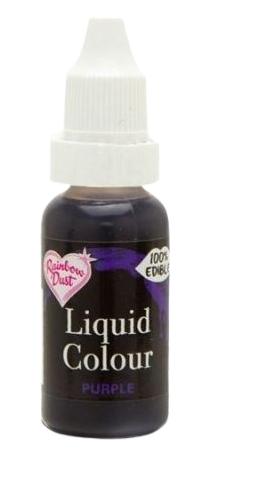 Rainbow
Dust
100%
EDIBLE
Liquid
Colour
PURPLE